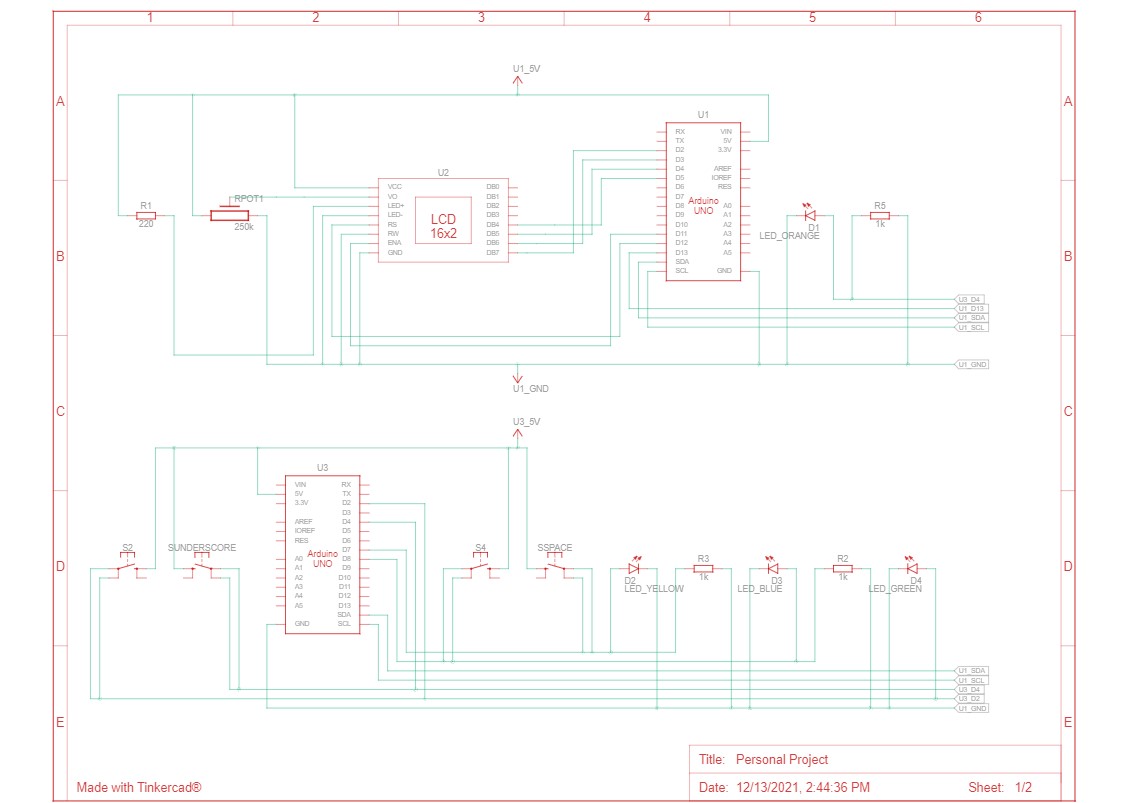 1 2 3 4 5 6
A
B
C
D
E
A
B
C
D
E
U1_5V
R1
220
RPOT1
250k
U2
VCC
VO
LED+
LED-
RS
RW
ENA
GND
LCD
16x2
DB0
DB1
DB2
DB3
DB4
DB5
DB6
DB7
U1
RX
TX
D2
D3
D4
D5
D6
D7
D8
D9
D10
D11
D12
D13
SDA
SCL
Arduino
UNO
VIN
5V
3.3V
AREF
IOREF
RES
A0
A1
A2
A3
A4
A5
GND
D1
LED_ORANGE
R5
1k
U3_D4
U1_D13
U1_SDA
U1_SCL
U1_GND
U1_GND
U3_5V
S2
SUNDERSCORE
U3
VIN
5V
3.3V
AREF
IOREF
RES
A0
A1
A2
A3
A4
A5
GND
Arduino
UNO
RX
TX
D2
D3
D4
D5
D6
D7
D8
D9
D10
D11
D12
D13
SDA
SCL
S4
SSPACE
D2
LED_YELLOW
R3
1k
D3
LED_BLUE
R2
1k
D4
LED_GREEN
U1_SDA
U1_SCL
U3_D4
U3_D2
U1_GND
Title: Personal Project
Made with Tinkercad®
Date: 12/13/2021, 2:44:36 PM Sheet: 1/2